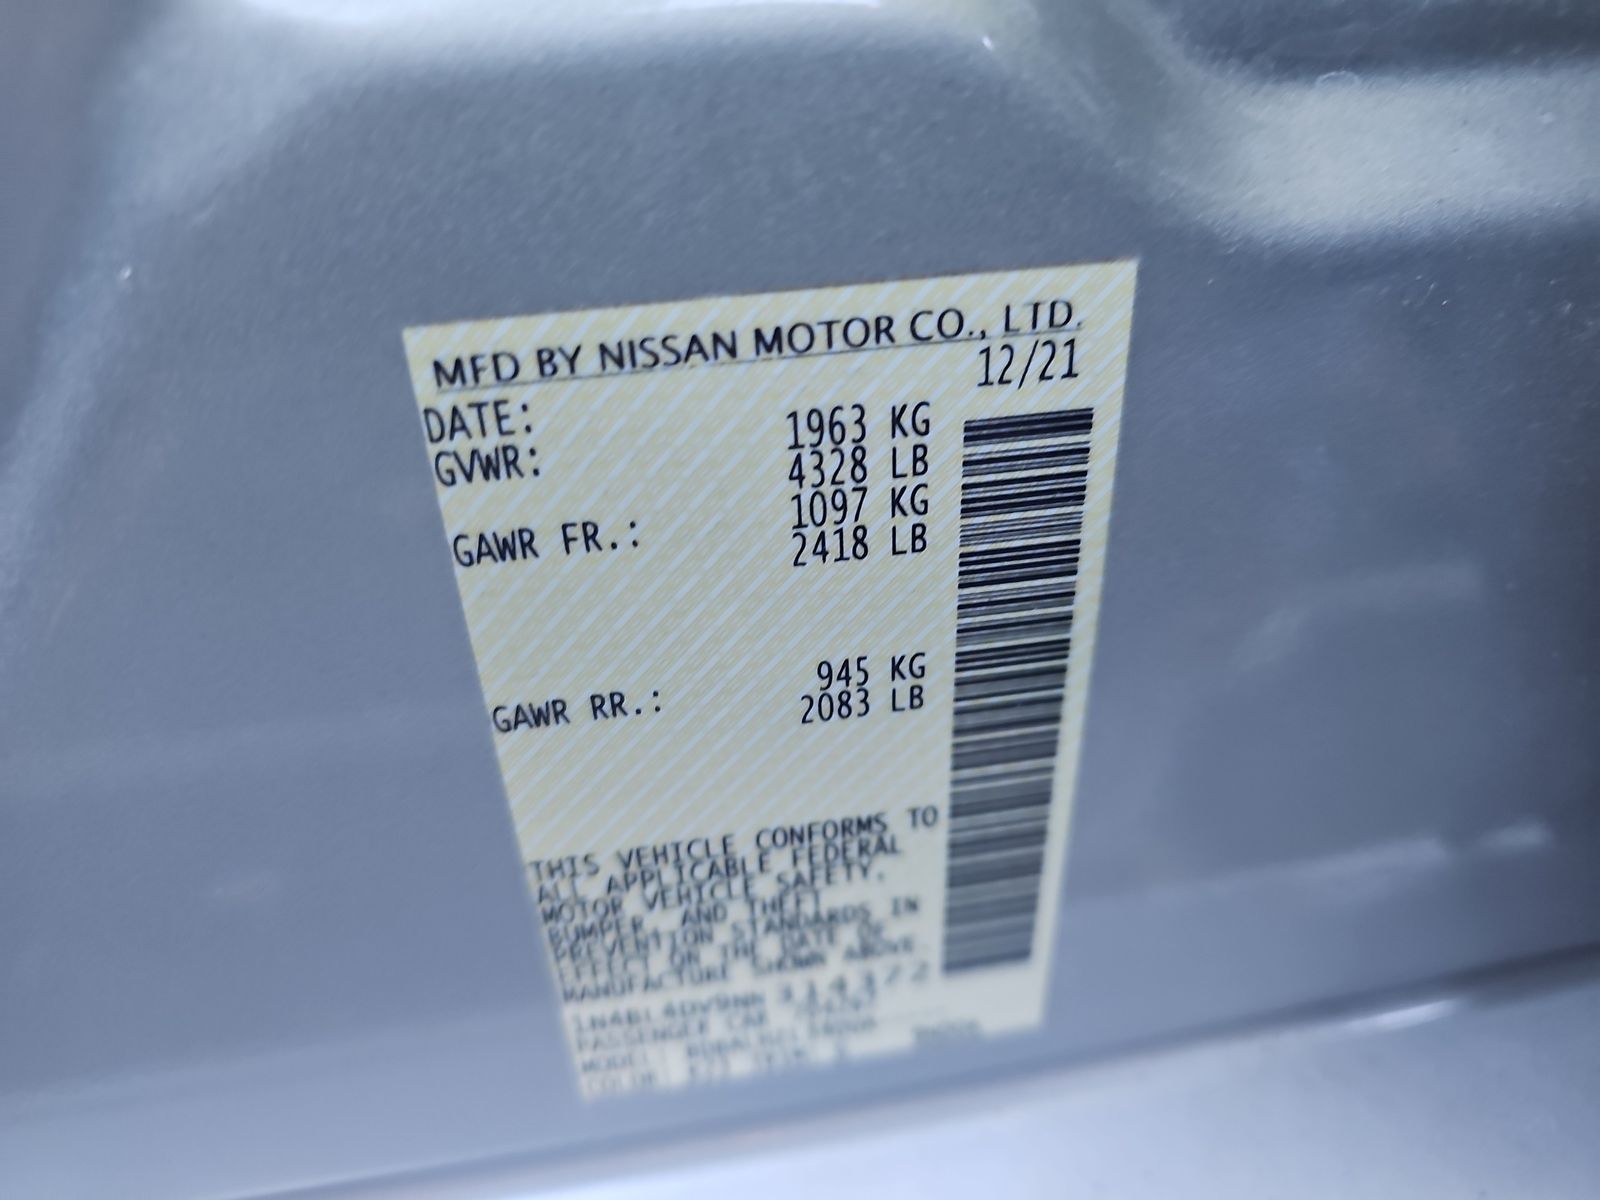 MFD BY NISSAN MOTOR CO., LTD.
12/21
DATE:
GVWR: 1963 KG
4328 LB
GAWR FR.: 1097 KG
2418 LB
GAWR RR.: 945 KG
2083 LB
THIS VEHICLE CONFORMS TO
ALL APPLICABLE FEDERAL
MOTOR VEHICLE SAFETY,
BUMPER, AND THEFT
PREVENTION STANDARDS IN
EFFECT ON THE DATE OF
MANUFACTURE SHOWN ABOVE.
PASSENGER CAR
MODEL:
COLOR: